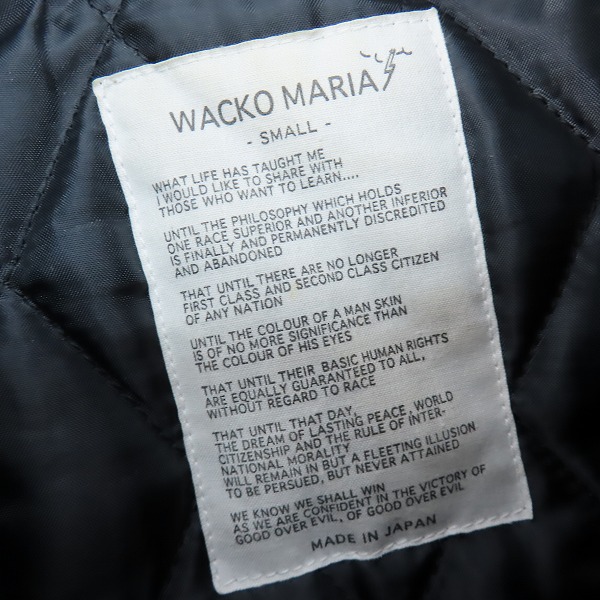 WACKO MARIA
- SMALL -
WHAT LIFE HAS TAUGHT ME
I WOULD LIKE TO SHARE WITH
THOSE WHO WANT TO LEARN....
UNTIL THE PHILOSOPHY WHICH HOLDS
ONE RACE SUPERIOR AND ANOTHER INFERIOR
IS FINALLY AND PERMANENTLY DISCREDITED
AND ABANDONED
THAT UNTIL THERE ARE NO LONGER
FIRST CLASS AND SECOND CLASS CITIZEN
OF ANY NATION
UNTIL THE COLOUR OF A MAN SKIN
IS OF NO MORE SIGNIFICANCE THAN
THE COLOUR OF HIS EYES
THAT UNTIL THEIR BASIC HUMAN RIGHTS
ARE EQUALLY GUARANTEED TO ALL,
WITHOUT REGARD TO RACE
THAT UNTIL THAT DAY,
THE DREAM OF LASTING PEACE, WORLD
CITIZENSHIP AND THE RULE OF INTER-
NATIONAL MORALITY
WILL REMAIN IN BUT A FLEETING ILLUSION
TO BE PERSUED, BUT NEVER ATTAINED
WE KNOW WE SHALL WIN
AS WE ARE CONFIDENT IN THE VICTORY OF
GOOD OVER EVIL, OF GOOD OVER EVIL
MADE IN JAPAN